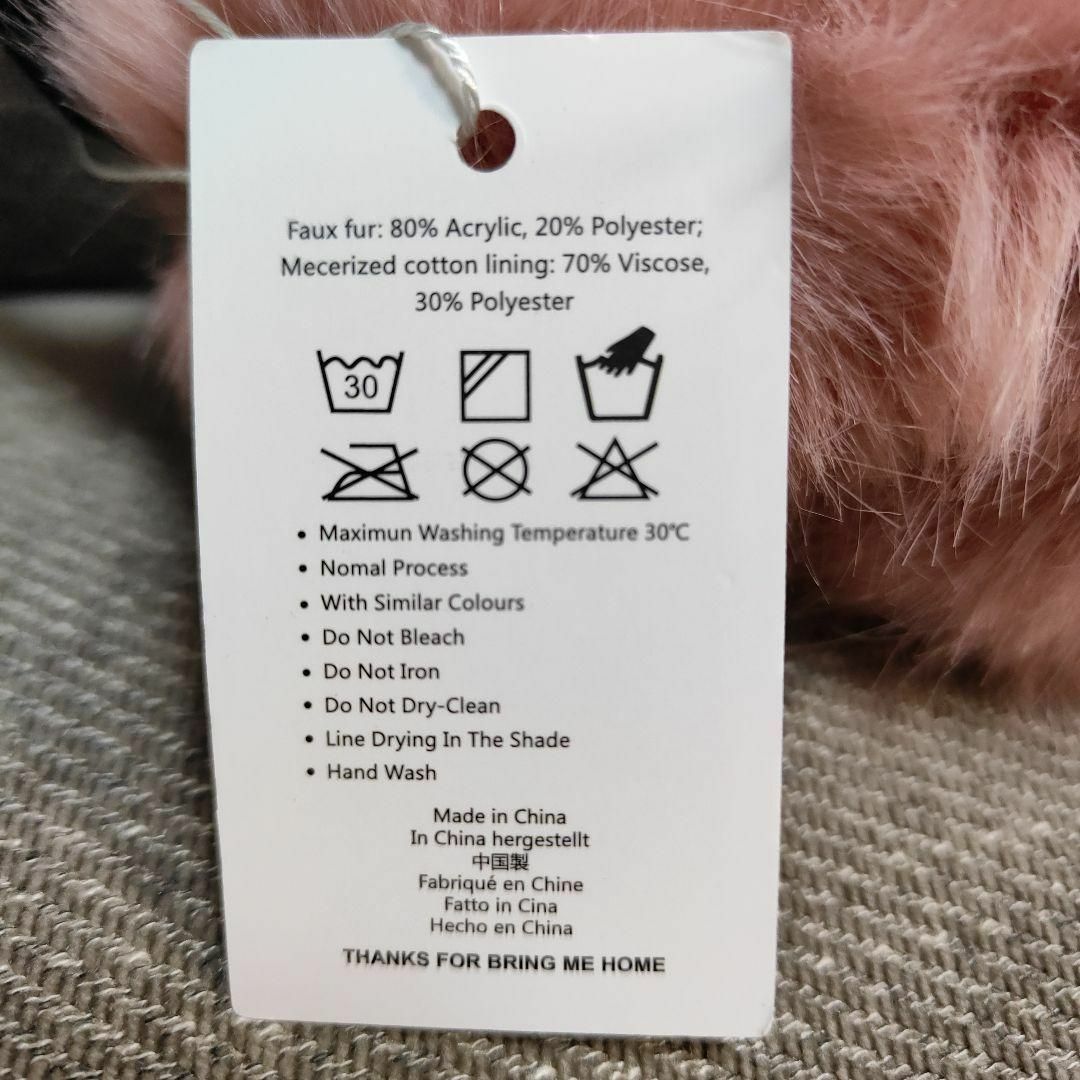 Faux fur: 80% Acrylic, 20% Polyester;
Mecerized cotton lining: 70% Viscose,
30% Polyester
30
• Maximun Washing Temperature 30℃
• Nomal Process
• With Similar Colours
• Do Not Bleach
• Do Not Iron
• Do Not Dry-Clean
• Line Drying In The Shade
• Hand Wash
Made in China
In China hergestellt
中国製
Fabriqué en Chine
Fatto in Cina
Hecho en China
THANKS FOR BRING ME HOME